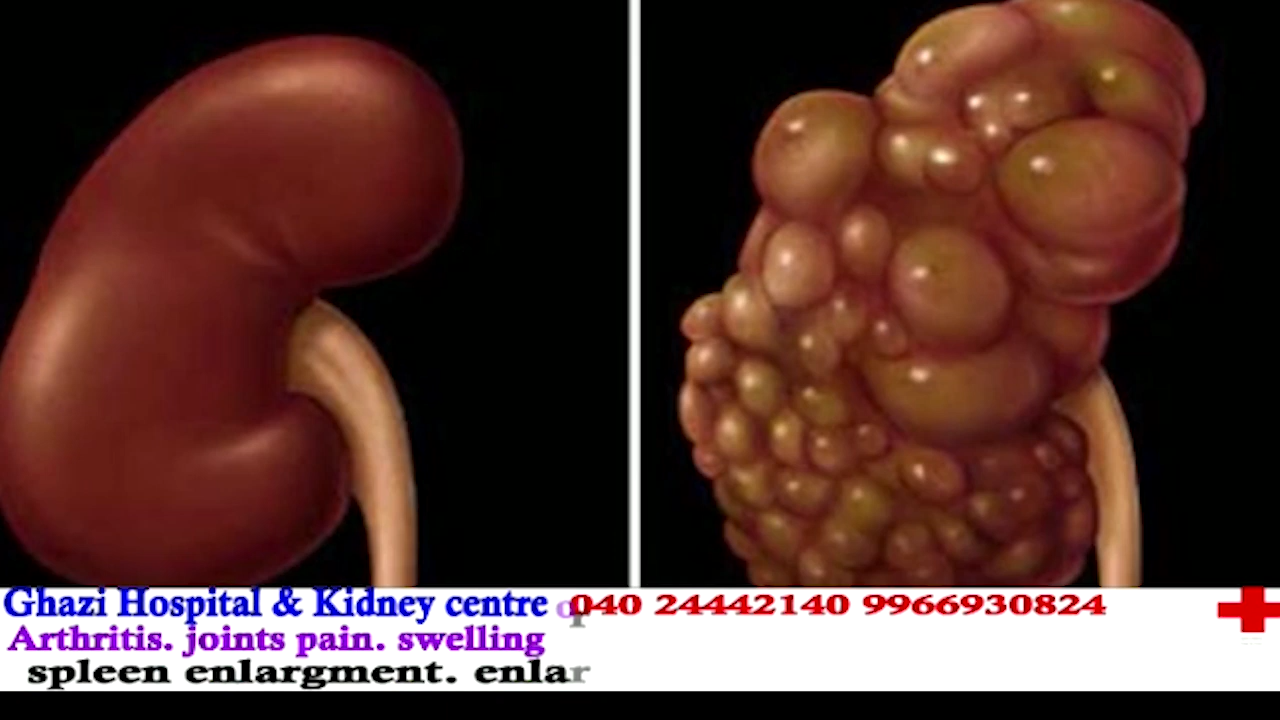 Ghazi Hospital & Kidney centre 040 24442140 9966930824
Arthritis. joints pain. swelling
spleen enlargment.